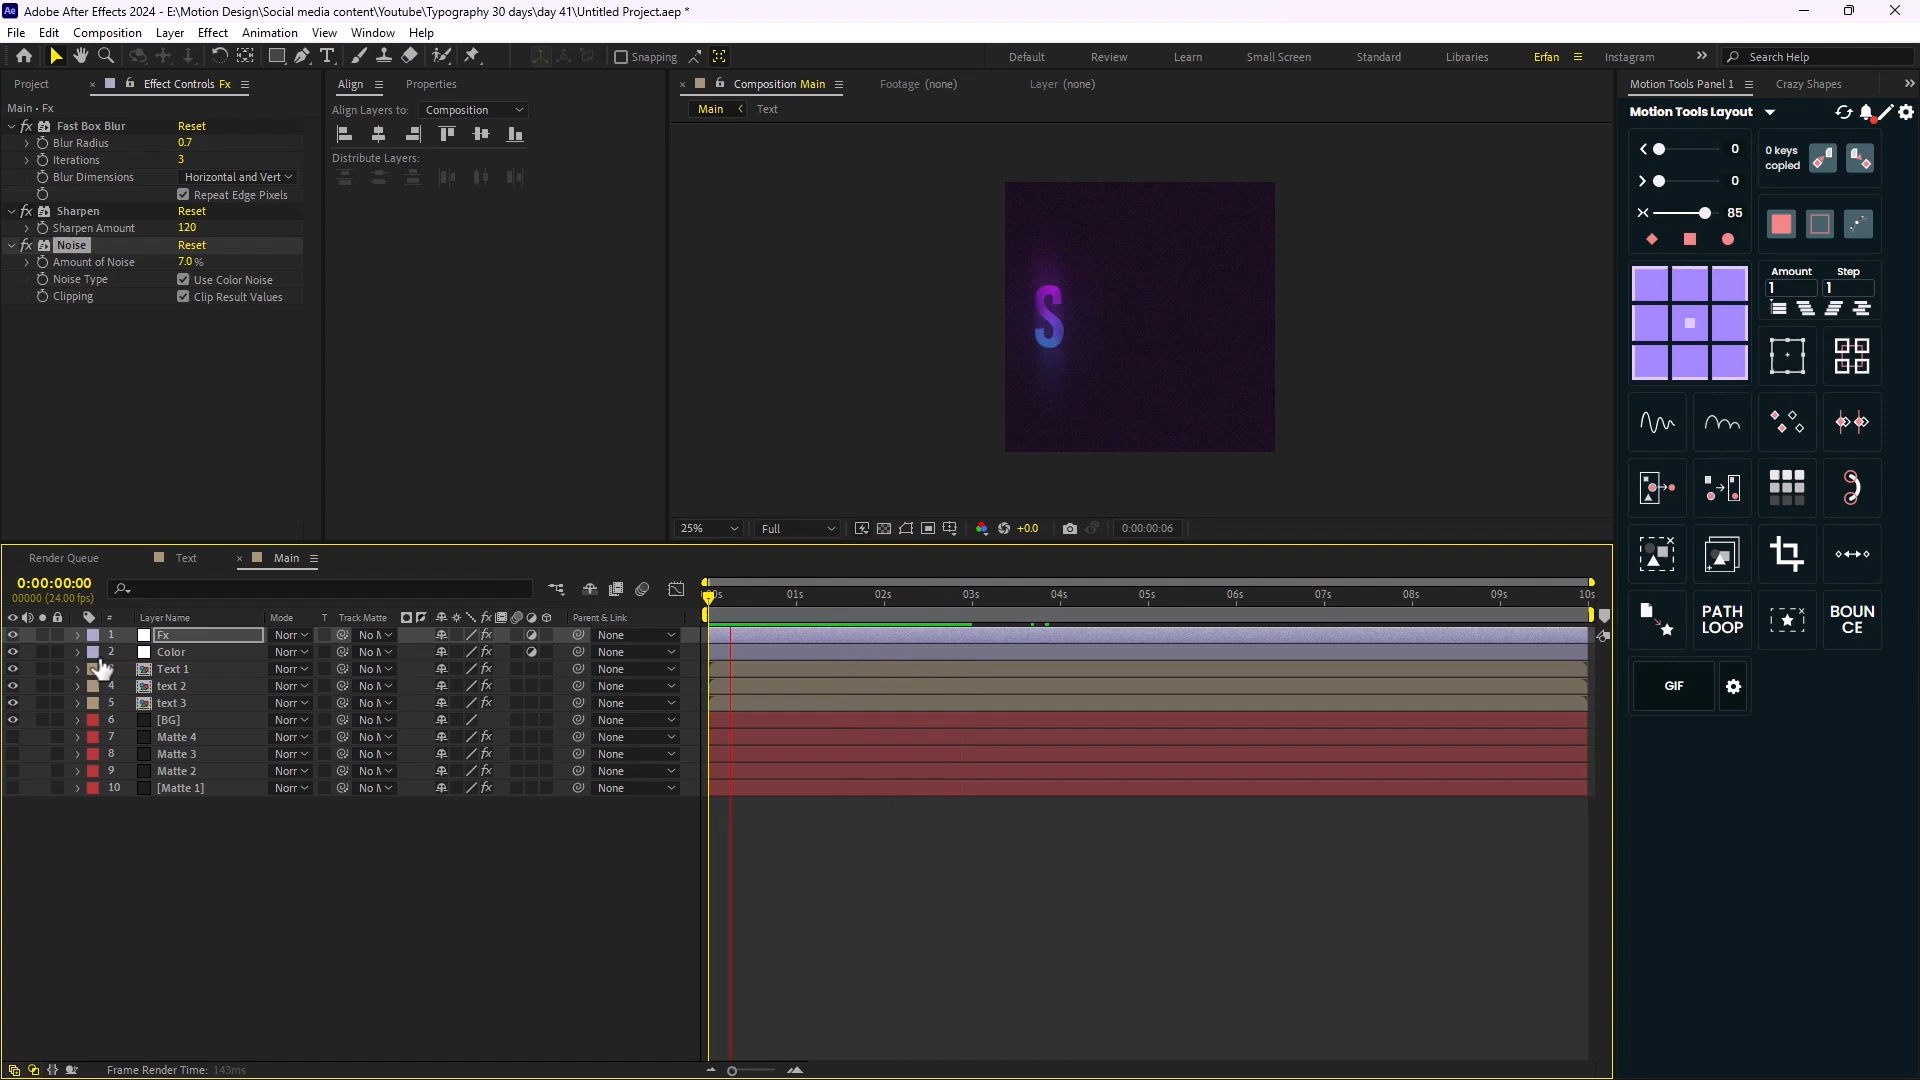 Adobe After Effects 2024 - E:\Motion Design\Social media content\Youtube\Typography 30 days\day 41\Untitled Project.aep *
File Edit Composition Layer Effect Animation View Window Help
Snapping Default Review Learn Small Screen Standard Libraries Erfan Instagram Search Help
Project Effect Controls Fx Align Properties Composition Main Footage (none) Layer (none) Motion Tools Panel 1 Crazy Shapes
Main • Fx
Align Layers to: Composition
Main Text
Motion Tools Layout
Fast Box Blur Reset
Blur Radius 0.7
Iterations 3
Blur Dimensions Horizontal and Vert
Repeat Edge Pixels
Sharpen Reset
Sharpen Amount 120
Noise Reset
Amount of Noise 7.0 %
Noise Type Use Color Noise
Clipping Clip Result Values
Distribute Layers:
S
0
0 keys copied
0
85
Amount Step
1 1
PATH LOOP
BOUN CE
GIF
25% Full +0.0 0:00:00:06
Render Queue Text Main
0:00:00:00
00000 (24.00 fps)
01s 02s 03s 04s 05s 06s 07s 08s 09s 10s
# Layer Name Mode T Track Matte Parent & Link
1 Fx Norr No M None
2 Color Norr No M None
Text 1 Norr No M None
4 text 2 Norr No M None
5 text 3 Norr No M None
6 [BG] Norr No M None
7 Matte 4 Norr No M None
8 Matte 3 Norr No M None
9 Matte 2 Norr No M None
10 [Matte 1] Norr No M None
Frame Render Time: 143ms